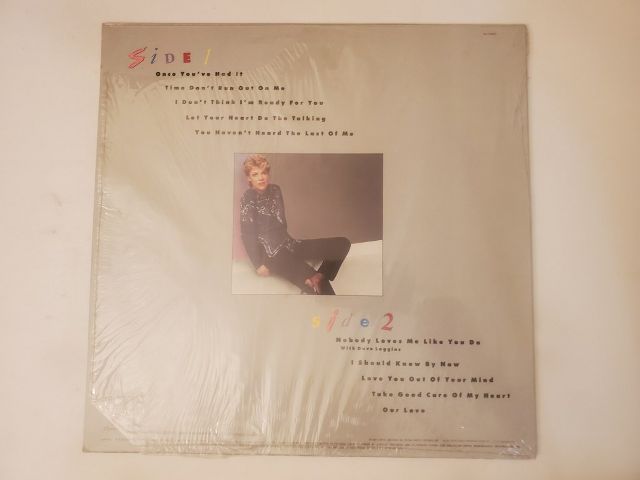 Side 1
Once You've Had It
Time Don't Run Out On Me
I Don't Think I'm Ready For You
Let Your Heart Do The Talking
You Haven't Heard The Last Of Me
Side 2
Nobody Loves Me Like You Do
With Dave Loggins
I Should Know By Now
Love You Out Of Your Mind
Take Good Care Of My Heart
Our Love